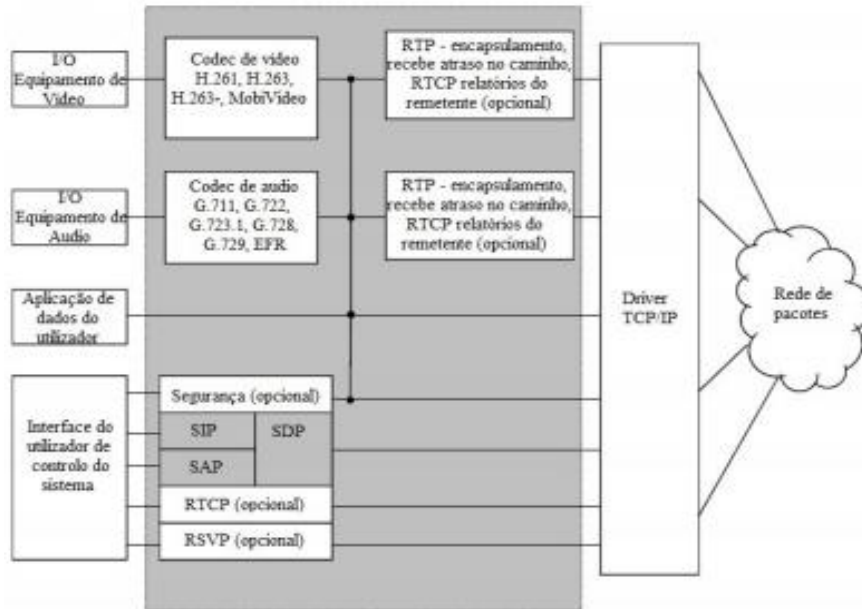 I/O
Equipamento de
Video
Codec de video
H.261, H.263,
H.263-, MobiVideo
RTP - encapsulamento,
recebe atraso no caminho,
RTCP relatórios do
remetente (opcional)
I/O
Equipamento de
Audio
Codec de audio
G.711, G.722,
G.723.1, G.728,
G.729, EFR
RTP - encapsulamento,
recebe atraso no caminho,
RTCP relatórios do
remetente (opcional)
Aplicação de
dados do
utilizador
Driver
TCP/IP
Rede de
pacotes
Interface do
utilizador de
controlo do
sistema
Segurança (opcional)
SIP
SDP
SAP
RTCP (opcional)
RSVP (opcional)